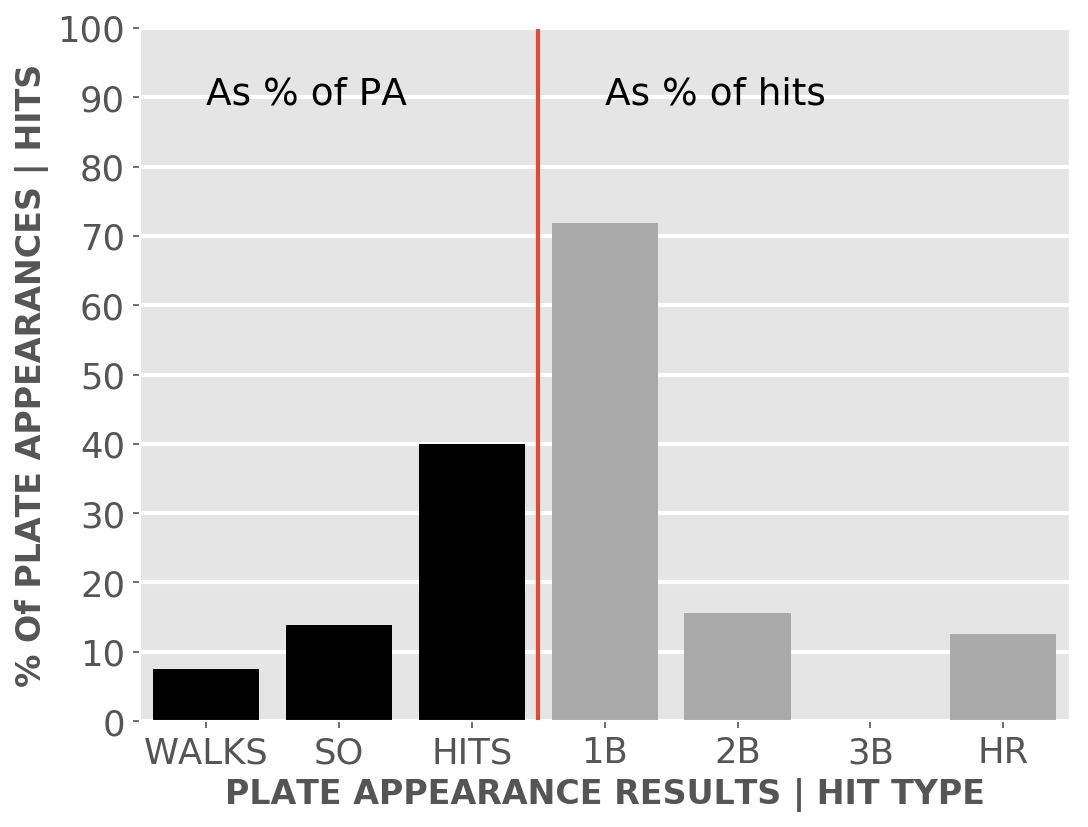 % Of PLATE APPEARANCES | HITS
100
90
80
70
60
50
40
30
20
10
0
As % of PA
As % of hits
WALKS SO HITS 1B 2B 3B HR
PLATE APPEARANCE RESULTS | HIT TYPE